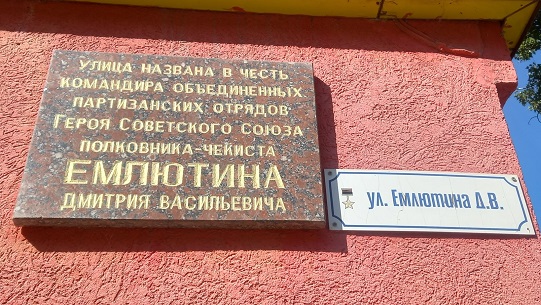 УЛИЦА НАЗВАНА В ЧЕСТЬ
КОМАНДИРА ОБЪЕДИНЕННЫХ
ПАРТИЗАНСКИХ ОТРЯДОВ
ГЕРОЯ СОВЕТСКОГО СОЮЗА
ПОЛКОВНИКА-ЧЕКИСТА
ЕМЛЮТИНА
ДМИТРИЯ ВАСИЛЬЕВИЧА
ул. Емлютина Д.В.